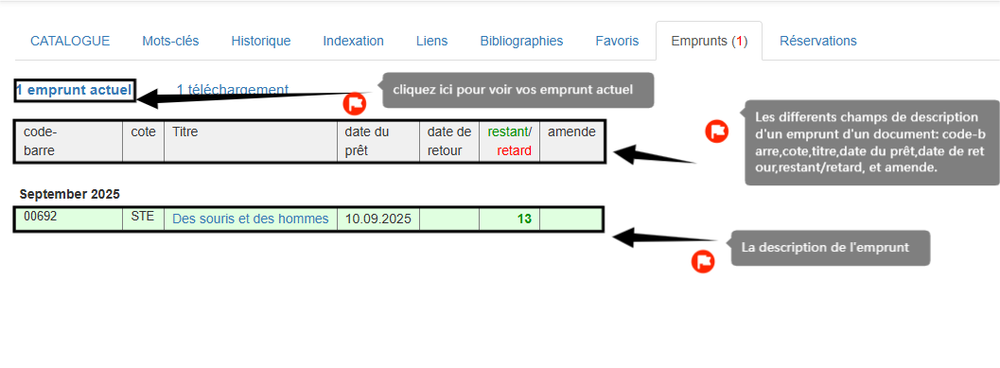 CATALOGUE Mots-clés Historique Indexation Liens Bibliographies Favoris Emprunts (1) Réservations
1 emprunt actuel 1 téléchargement
cliquez ici pour voir vos emprunt actuel
code-barre cote Titre date du prêt date de retour restant/retard amende
Les differents champs de description
d'un emprunt d'un document: code-b
arre,cote,titre,date du prêt,date de ret
our,restant/retard, et amende.
September 2025
00692 STE Des souris et des hommes 10.09.2025 13
La description de l'emprunt